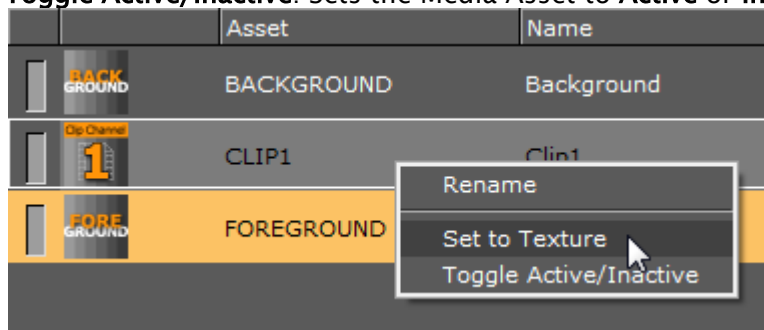 Toggle Active/Inactive: Sets the Media Asset to Active or
Asset Name
BACK
GROUND
BACKGROUND Background
Clip Channel
1
CLIP1 Clip1
Rename
FORE
GROUND
FOREGROUND
Set to Texture
Toggle Active/Inactive